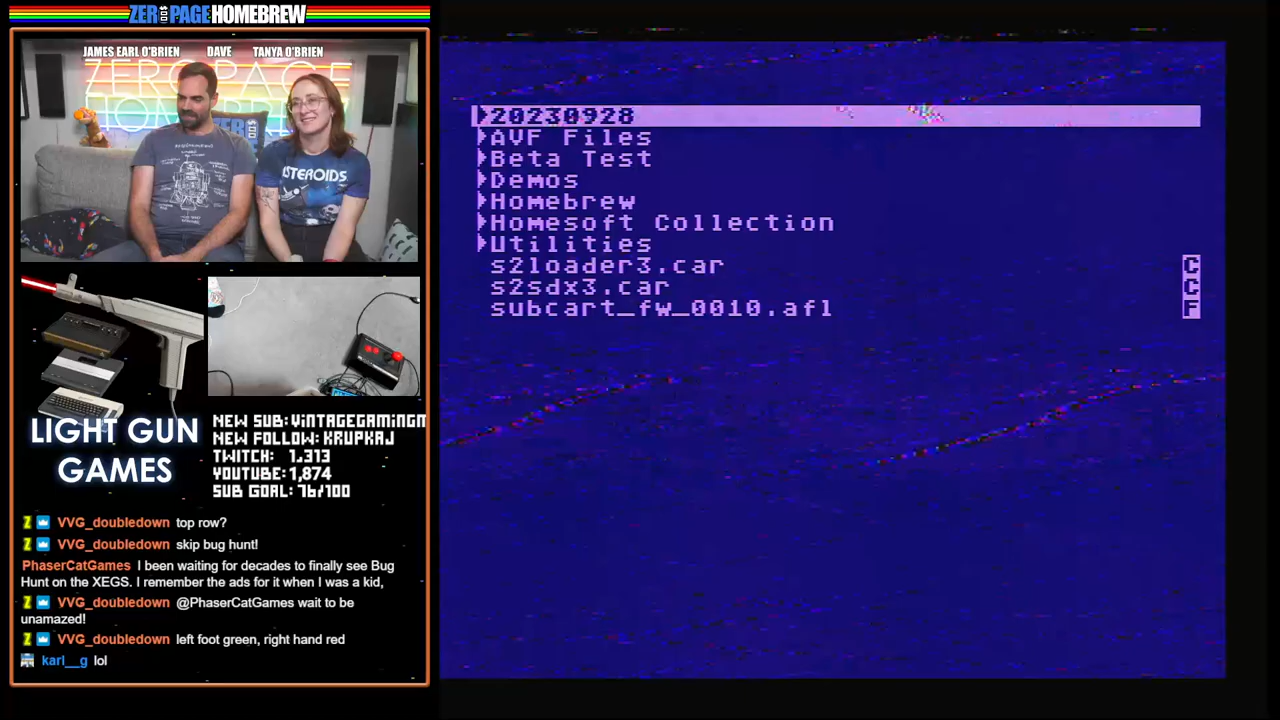 ZEROPAGE HOMEBREW
JAMES EARL O'BRIEN DAVE TANYA O'BRIEN
ZERO PAGE
HOMEBREW
ASTEROIDS
LIGHT GUN
GAMES
NEW SUB: VINTAGEGAMINGM
NEW FOLLOW: KRUPKAJ
TWITCH: 1,313
YOUTUBE: 1,874
SUB GOAL: 76/100
VVG_doubledown top row?
VVG_doubledown skip bug hunt!
PhaserCatGames I been waiting for decades to finally see Bug
Hunt on the XEGS. I remember the ads for it when I was a kid,
VVG_doubledown @PhaserCatGames wait to be
unamazed!
VVG_doubledown left foot green, right hand red
karl__g lol
20230928
AVF Files
Beta Test
Demos
Homebrew
Homesoft Collection
Utilities
s2loader3.car C
s2sdx3.car C
subcart_fw_0010.afl F